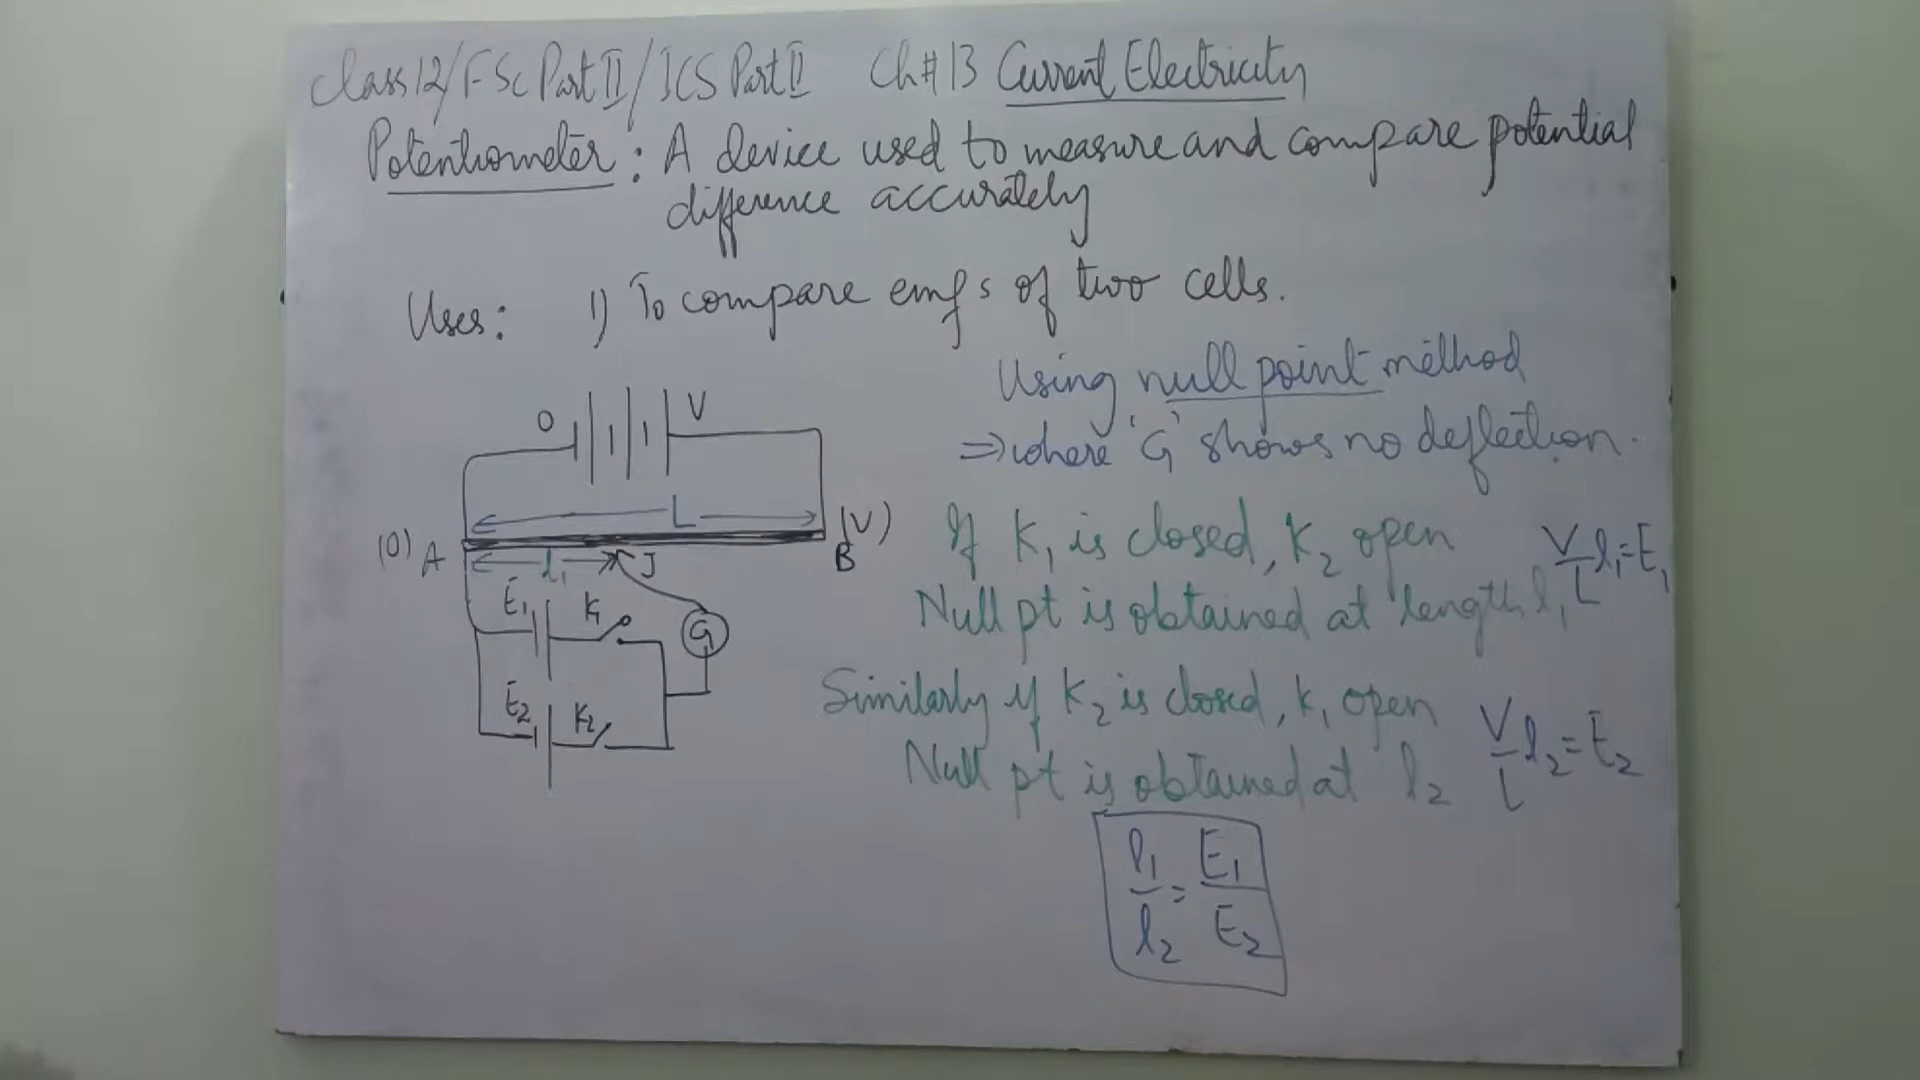 Class 12/FSc Part II/ICS Part II Ch# 13 Current Electricity
Potentiometer: A device used to measure and compare potential
difference accurately
Uses: 1) To compare emfs of two cells.
Using null point method
⇒ where 'G' shows no deflection.
0 V
L
(0) A (V) B
l₁ J
E₁ K₁ G
E₂ K₂
If K₁ is closed, K₂ open
Null pt is obtained at length l₁
V/L l₁ = E₁
Similarly if K₂ is closed, K₁ open
Null pt is obtained at l₂
V/L l₂ = E₂
l₁/l₂ = E₁/E₂